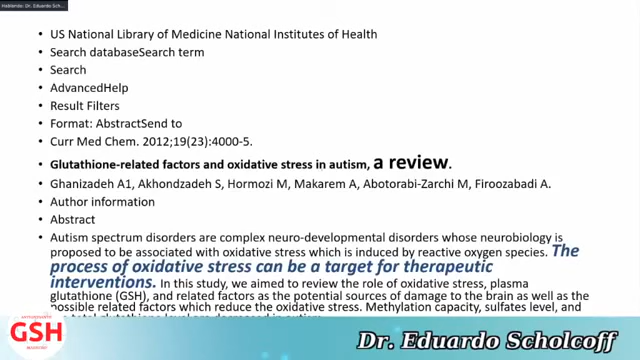 Hablando: Dr. Eduardo Sch...
• US National Library of Medicine National Institutes of Health
• Search databaseSearch term
• Search
• AdvancedHelp
• Result Filters
• Format: AbstractSend to
• Curr Med Chem. 2012;19(23):4000-5.
• Glutathione-related factors and oxidative stress in autism, a review.
• Ghanizadeh A1, Akhondzadeh S, Hormozi M, Makarem A, Abotorabi-Zarchi M, Firoozabadi A.
• Author information
• Abstract
• Autism spectrum disorders are complex neuro-developmental disorders whose neurobiology is
proposed to be associated with oxidative stress which is induced by reactive oxygen species. The
process of oxidative stress can be a target for therapeutic
interventions. In this study, we aimed to review the role of oxidative stress, plasma
glutathione (GSH), and related factors as the potential sources of damage to the brain as well as the
possible related factors which reduce the oxidative stress. Methylation capacity, sulfates level, and
GSH
Dr. Eduardo Scholcoff